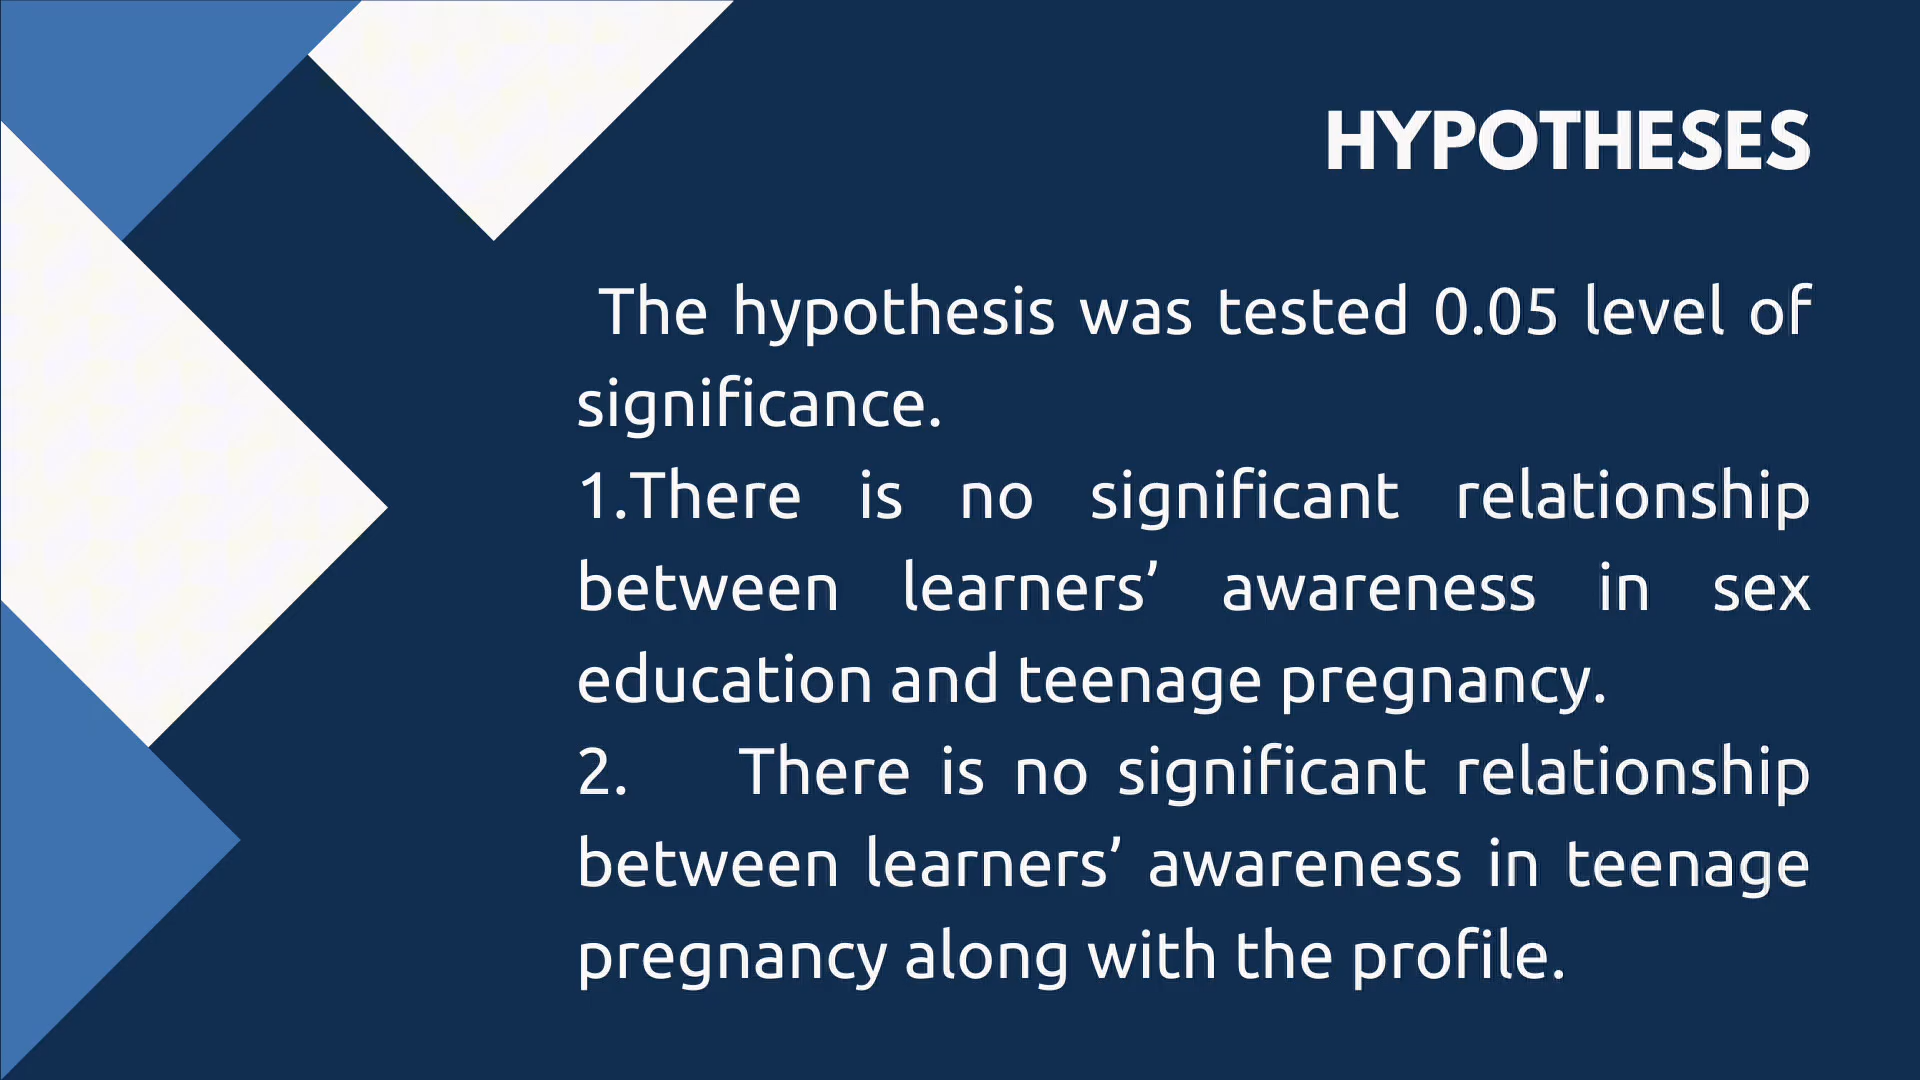 HYPOTHESES
The hypothesis was tested 0.05 level of
significance.
1.There is no significant relationship
between learners’ awareness in sex
education and teenage pregnancy.
2. There is no significant relationship
between learners’ awareness in teenage
pregnancy along with the profile.